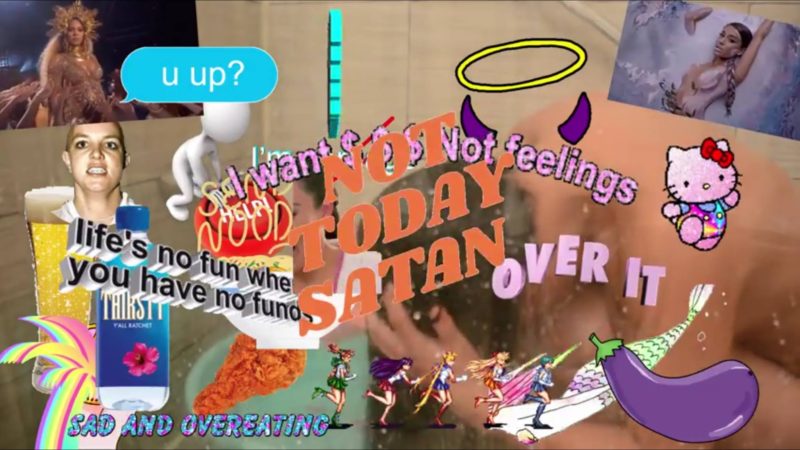 u up?
I want $ $ $ Not feelings
I'm
HELP!
NOODS
NOT
TODAY
SATAN
life's no fun whe
you have no funds
OVER IT
THIRSTY
Y'ALL RATCHET
SAD AND OVEREATING